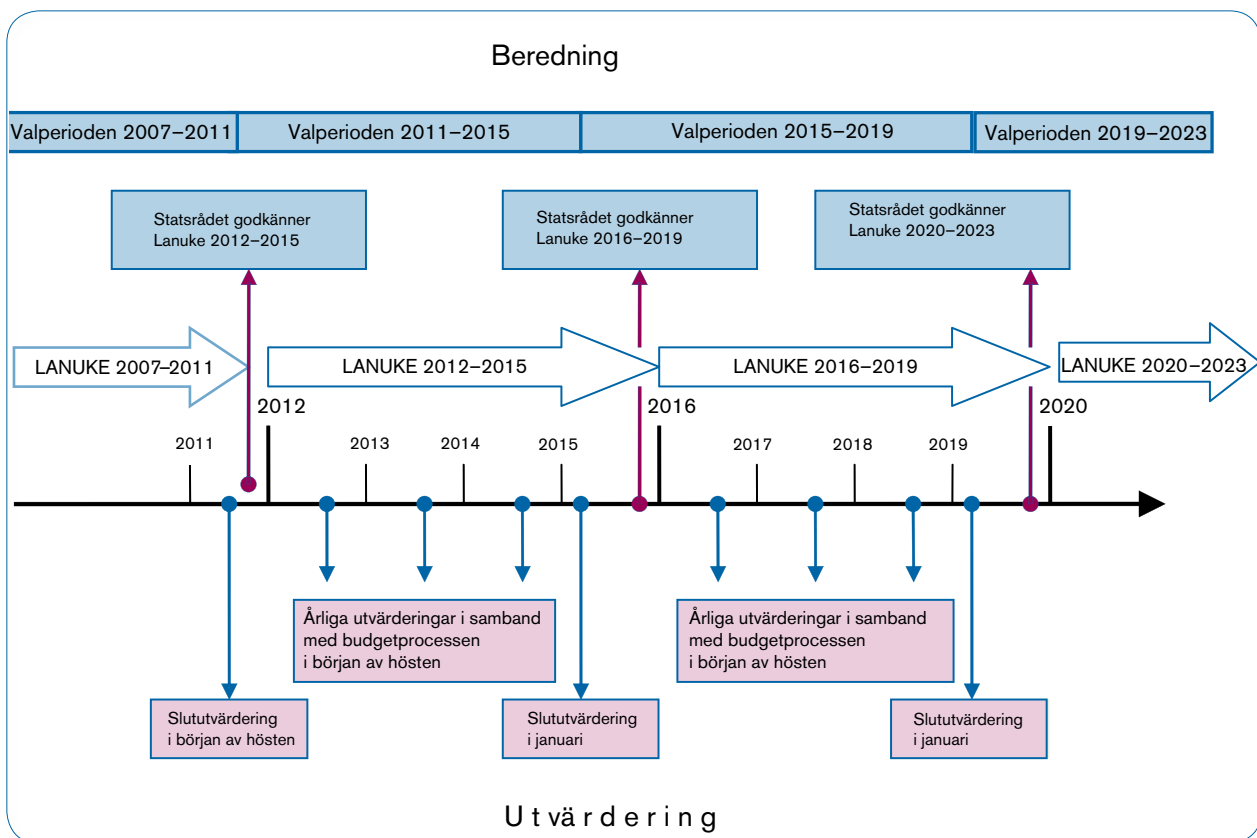 Beredning
Valperioden 2007–2011
Valperioden 2011–2015
Valperioden 2015–2019
Valperioden 2019–2023
Statsrådet godkänner
Lanuke 2012–2015
Statsrådet godkänner
Lanuke 2016–2019
Statsrådet godkänner
Lanuke 2020–2023
LANUKE 2007–2011
LANUKE 2012–2015
LANUKE 2016–2019
LANUKE 2020–2023
2011
2012
2013
2014
2015
2016
2017
2018
2019
2020
Årliga utvärderingar i samband
med budgetprocessen
i början av hösten
Årliga utvärderingar i samband
med budgetprocessen
i början av hösten
Slututvärdering
i början av hösten
Slututvärdering
i januari
Slututvärdering
i januari
Utvärdering